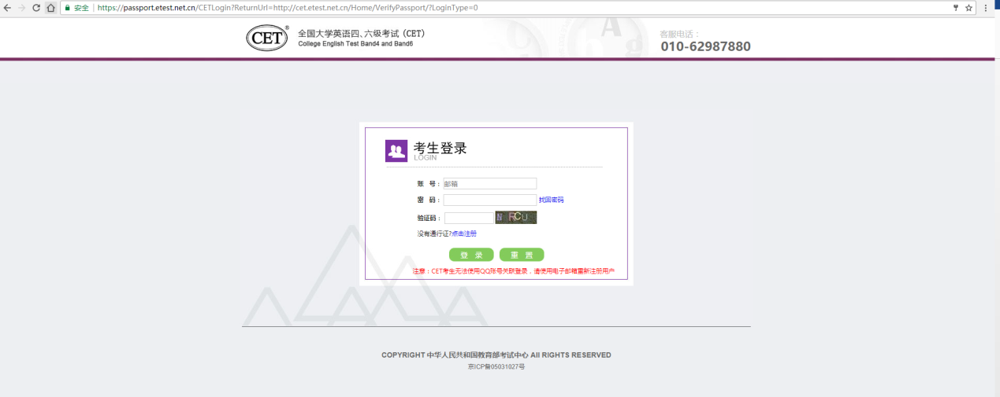 安全 | https://passport.etest.net.cn/CETLogin?ReturnUrl=http://cet.etest.net.cn/Home/VerifyPassport/?LoginType=0
CET®
全国大学英语四、六级考试（CET）
College English Test Band4 and Band6
客服电话：
010-62987880
考生登录
LOGIN
账 号： 邮箱
密 码： 找回密码
验证码： N RCU
没有通行证?点击注册
登 录 重 置
注意：CET考生无法使用QQ账号关联登录，请使用电子邮箱重新注册用户
COPYRIGHT 中华人民共和国教育部考试中心 All RIGHTS RESERVED
京ICP备05031027号